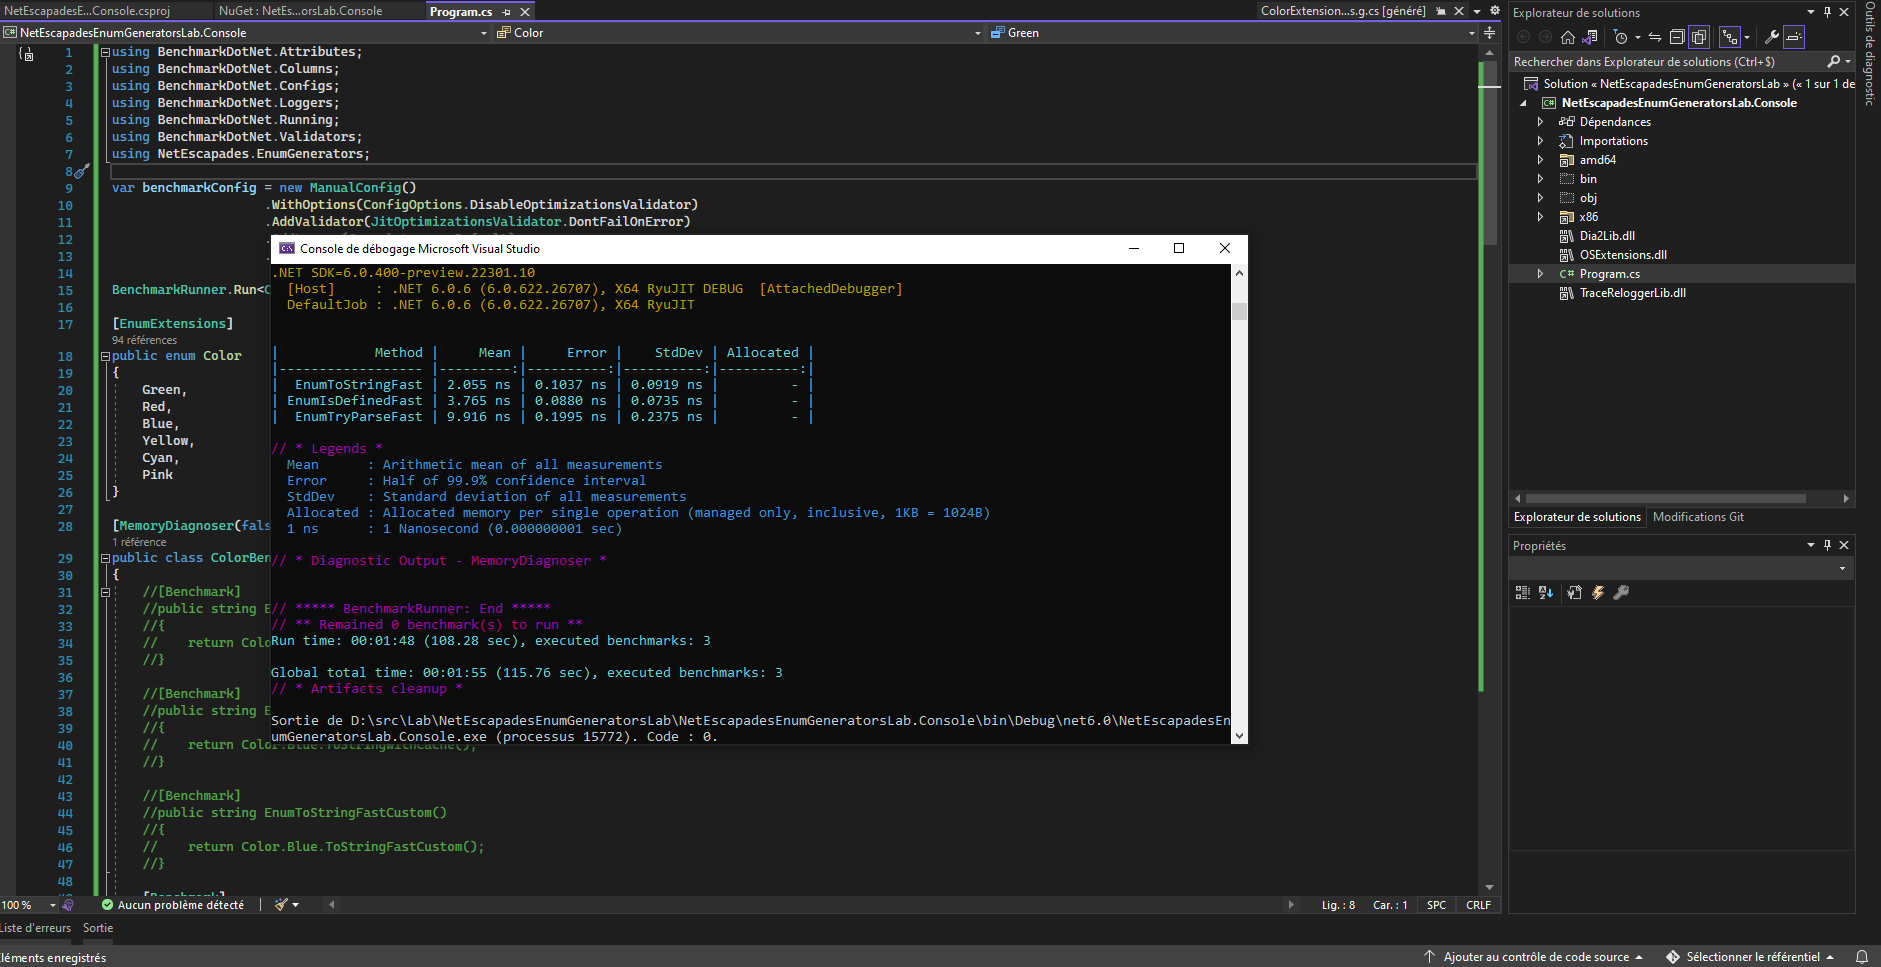 NetEscapadesE...Console.csproj
NuGet : NetEs...orsLab.Console
Program.cs
ColorExtension...s.g.cs [généré]
NetEscapadesEnumGeneratorsLab.Console
Color
Green
1 using BenchmarkDotNet.Attributes;
2 using BenchmarkDotNet.Columns;
3 using BenchmarkDotNet.Configs;
4 using BenchmarkDotNet.Loggers;
5 using BenchmarkDotNet.Running;
6 using BenchmarkDotNet.Validators;
7 using NetEscapades.EnumGenerators;
8
9 var benchmarkConfig = new ManualConfig()
10 .WithOptions(ConfigOptions.DisableOptimizationsValidator)
11 .AddValidator(JitOptimizationsValidator.DontFailOnError)
12
13
14
15 BenchmarkRunner.Run<
16
17 [EnumExtensions]
94 références
18 public enum Color
19 {
20 Green,
21 Red,
22 Blue,
23 Yellow,
24 Cyan,
25 Pink
26 }
27
28 [MemoryDiagnoser(fals
1 référence
29 public class ColorBen
30 {
31 //[Benchmark]
32 //public string E
33 //{
34 // return Colo
35 //}
36
37 //[Benchmark]
38 //public string E
39 //{
40 // return Color.Blue.ToStringWithCache();
41 //}
42
43 //[Benchmark]
44 //public string EnumToStringFastCustom()
45 //{
46 // return Color.Blue.ToStringFastCustom();
47 //}
48
[Benchmark]
Console de débogage Microsoft Visual Studio
.NET SDK=6.0.400-preview.22301.10
[Host] : .NET 6.0.6 (6.0.622.26707), X64 RyuJIT DEBUG [AttachedDebugger]
DefaultJob : .NET 6.0.6 (6.0.622.26707), X64 RyuJIT
| Method | Mean | Error | StdDev | Allocated |
|------------------ |---------:|----------:|----------:|----------:|
| EnumToStringFast | 2.055 ns | 0.1037 ns | 0.0919 ns | - |
| EnumIsDefinedFast | 3.765 ns | 0.0880 ns | 0.0735 ns | - |
| EnumTryParseFast | 9.916 ns | 0.1995 ns | 0.2375 ns | - |
// * Legends *
Mean : Arithmetic mean of all measurements
Error : Half of 99.9% confidence interval
StdDev : Standard deviation of all measurements
Allocated : Allocated memory per single operation (managed only, inclusive, 1KB = 1024B)
1 ns : 1 Nanosecond (0.000000001 sec)
// * Diagnostic Output - MemoryDiagnoser *
// ***** BenchmarkRunner: End *****
// ** Remained 0 benchmark(s) to run **
Run time: 00:01:48 (108.28 sec), executed benchmarks: 3
Global total time: 00:01:55 (115.76 sec), executed benchmarks: 3
// * Artifacts cleanup *
Sortie de D:\src\Lab\NetEscapadesEnumGeneratorsLab\NetEscapadesEnumGeneratorsLab.Console\bin\Debug\net6.0\NetEscapadesEn
umGeneratorsLab.Console.exe (processus 15772). Code : 0.
100 %
Aucun problème détecté
Lig. : 8
Car. : 1
SPC
CRLF
Liste d'erreurs
Sortie
Éléments enregistrés
Ajouter au contrôle de code source
Sélectionner le référentiel
Explorateur de solutions
Rechercher dans Explorateur de solutions (Ctrl+$)
Solution « NetEscapadesEnumGeneratorsLab » (« 1 sur 1 de
NetEscapadesEnumGeneratorsLab.Console
Dépendances
Importations
amd64
bin
obj
x86
Dia2Lib.dll
OSExtensions.dll
C# Program.cs
TraceReloggerLib.dll
Explorateur de solutions
Modifications Git
Propriétés
Outils de diagnostic